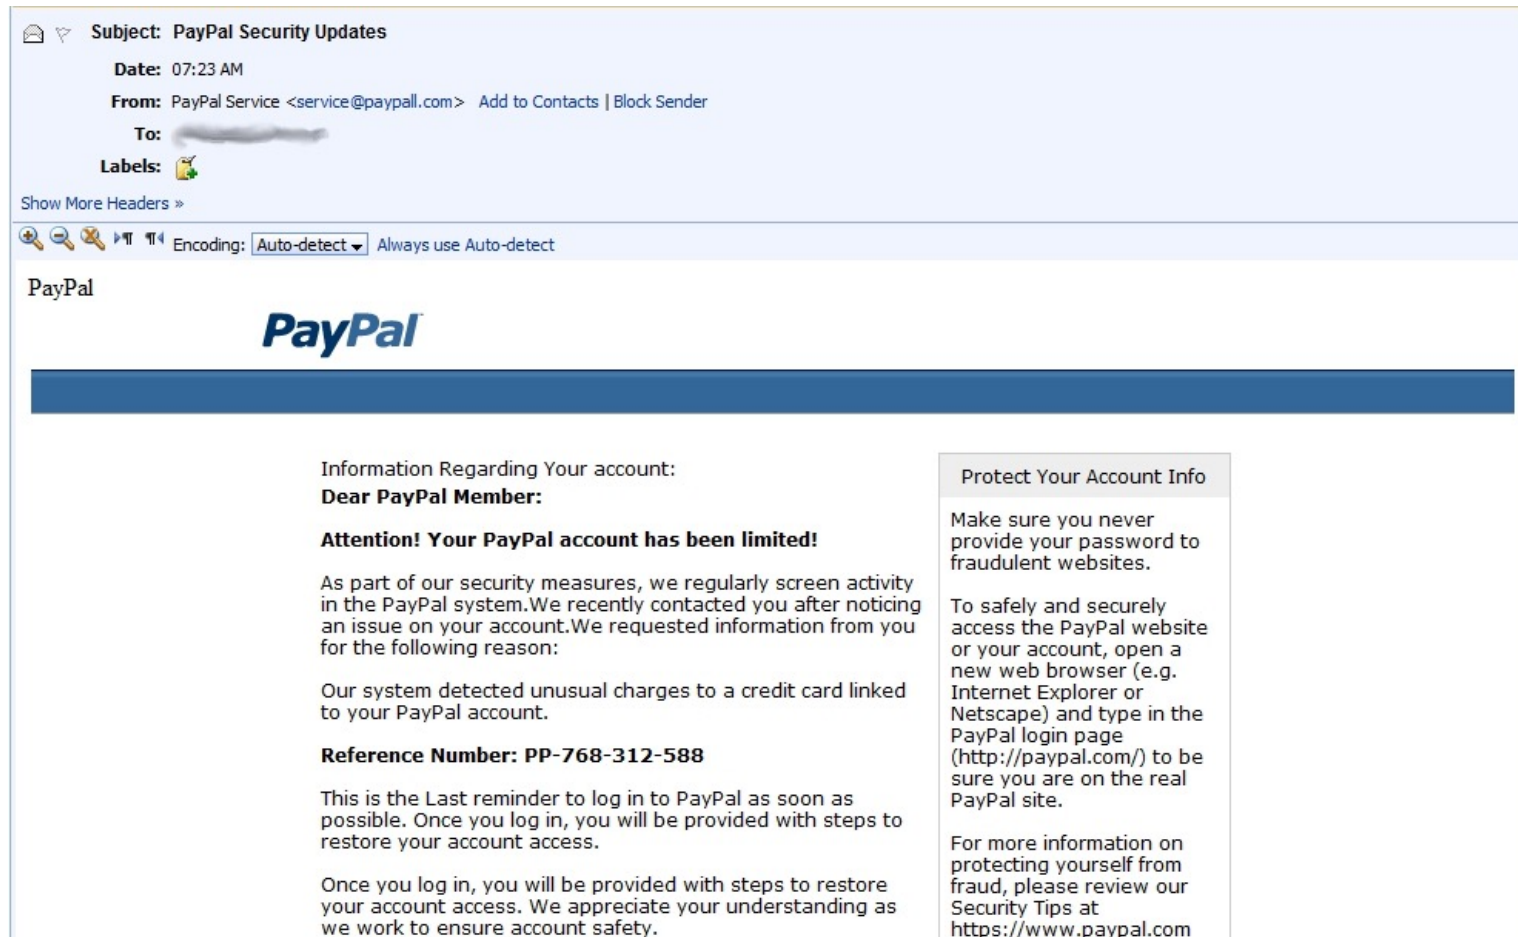 Subject: PayPal Security Updates
Date: 07:23 AM
From: PayPal Service <service@paypall.com> Add to Contacts | Block Sender
To:
Labels:
Show More Headers »
Encoding: Auto-detect Always use Auto-detect
PayPal
PayPal
Information Regarding Your account:
Dear PayPal Member:
Attention! Your PayPal account has been limited!
As part of our security measures, we regularly screen activity
in the PayPal system.We recently contacted you after noticing
an issue on your account.We requested information from you
for the following reason:
Our system detected unusual charges to a credit card linked
to your PayPal account.
Reference Number: PP-768-312-588
This is the Last reminder to log in to PayPal as soon as
possible. Once you log in, you will be provided with steps to
restore your account access.
Once you log in, you will be provided with steps to restore
your account access. We appreciate your understanding as
we work to ensure account safety.
Protect Your Account Info
Make sure you never
provide your password to
fraudulent websites.
To safely and securely
access the PayPal website
or your account, open a
new web browser (e.g.
Internet Explorer or
Netscape) and type in the
PayPal login page
(http://paypal.com/) to be
sure you are on the real
PayPal site.
For more information on
protecting yourself from
fraud, please review our
Security Tips at
https://www.paypal.com